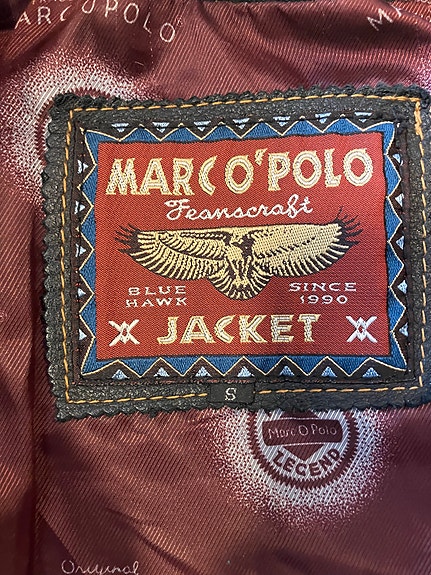 MARC O POLO
MARC O'POLO
Jeanscraft
BLUE HAWK
SINCE 1990
JACKET
S
Marc O Polo
LEGEND
Original